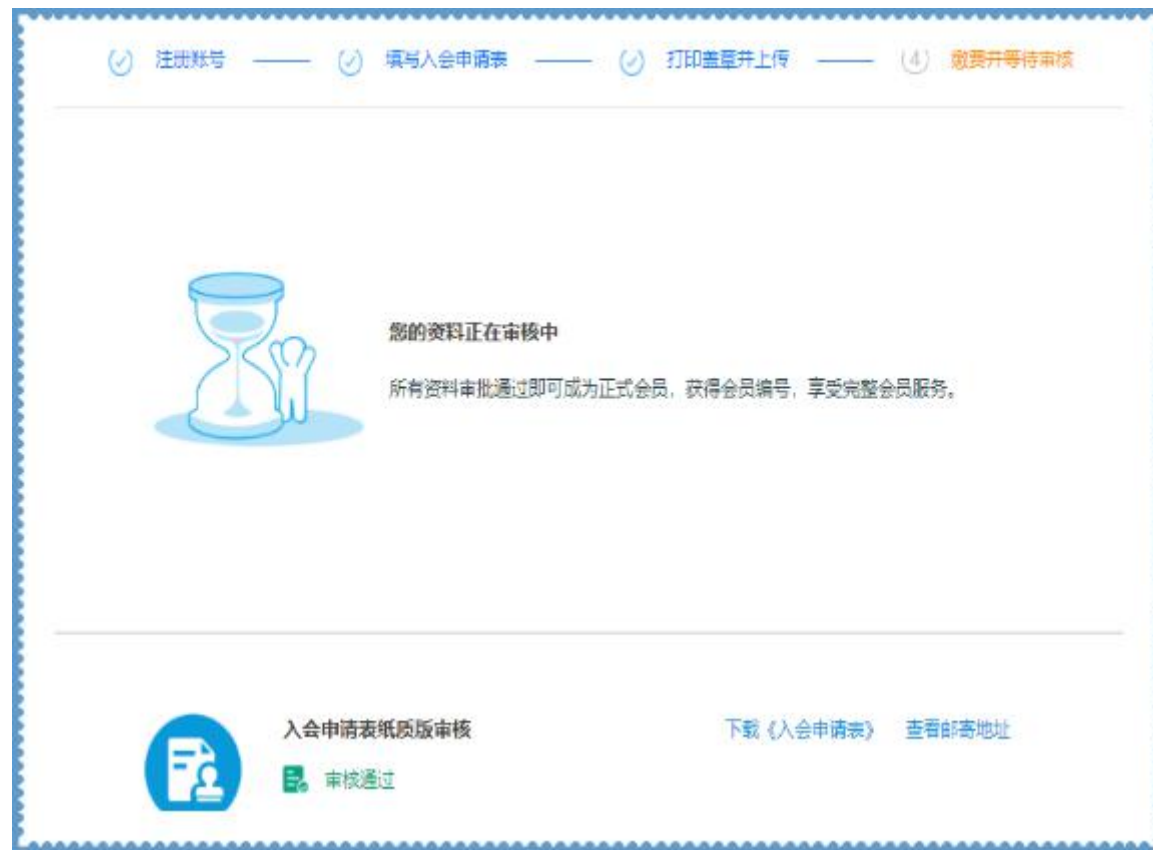 注册账号 填写入会申请表 打印盖章并上传 (4) 缴费并等待审核
您的资料正在审核中
所有资料审批通过即可成为正式会员，获得会员编号，享受完整会员服务。
入会申请表纸质版审核 下载《入会申请表》 查看邮寄地址
审核通过